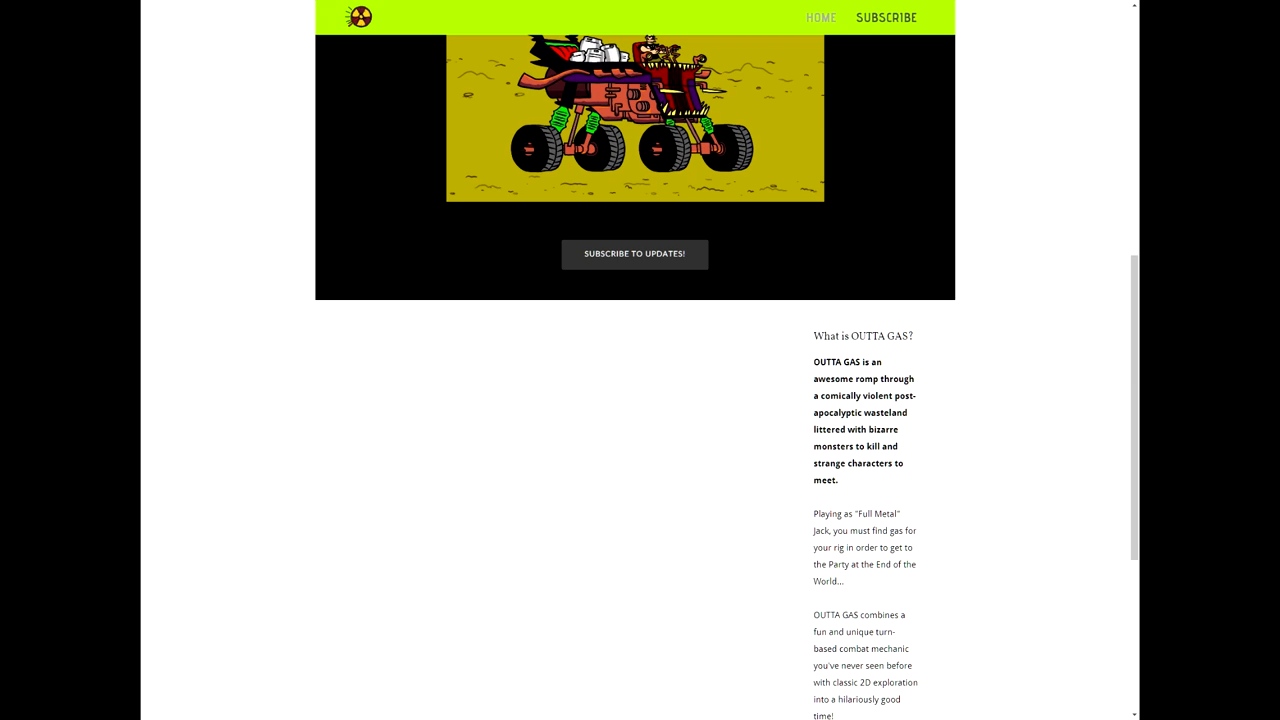 HOME SUBSCRIBE
SUBSCRIBE TO UPDATES!
What is OUTTA GAS?
OUTTA GAS is an
awesome romp through
a comically violent post-
apocalyptic wasteland
littered with bizarre
monsters to kill and
strange characters to
meet.
Playing as "Full Metal"
Jack, you must find gas for
your rig in order to get to
the Party at the End of the
World...
OUTTA GAS combines a
fun and unique turn-
based combat mechanic
you've never seen before
with classic 2D exploration
into a hilariously good
time!